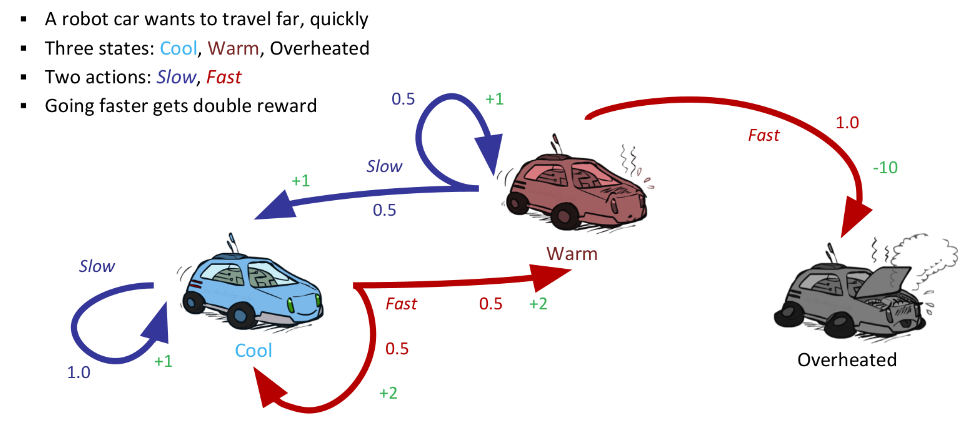 ▪ A robot car wants to travel far, quickly
▪ Three states: Cool, Warm, Overheated
▪ Two actions: Slow, Fast
▪ Going faster gets double reward
0.5
+1
1.0
Fast
-10
Slow
+1
0.5
Warm
Slow
1.0
+1
Cool
Fast
0.5
+2
0.5
+2
Overheated